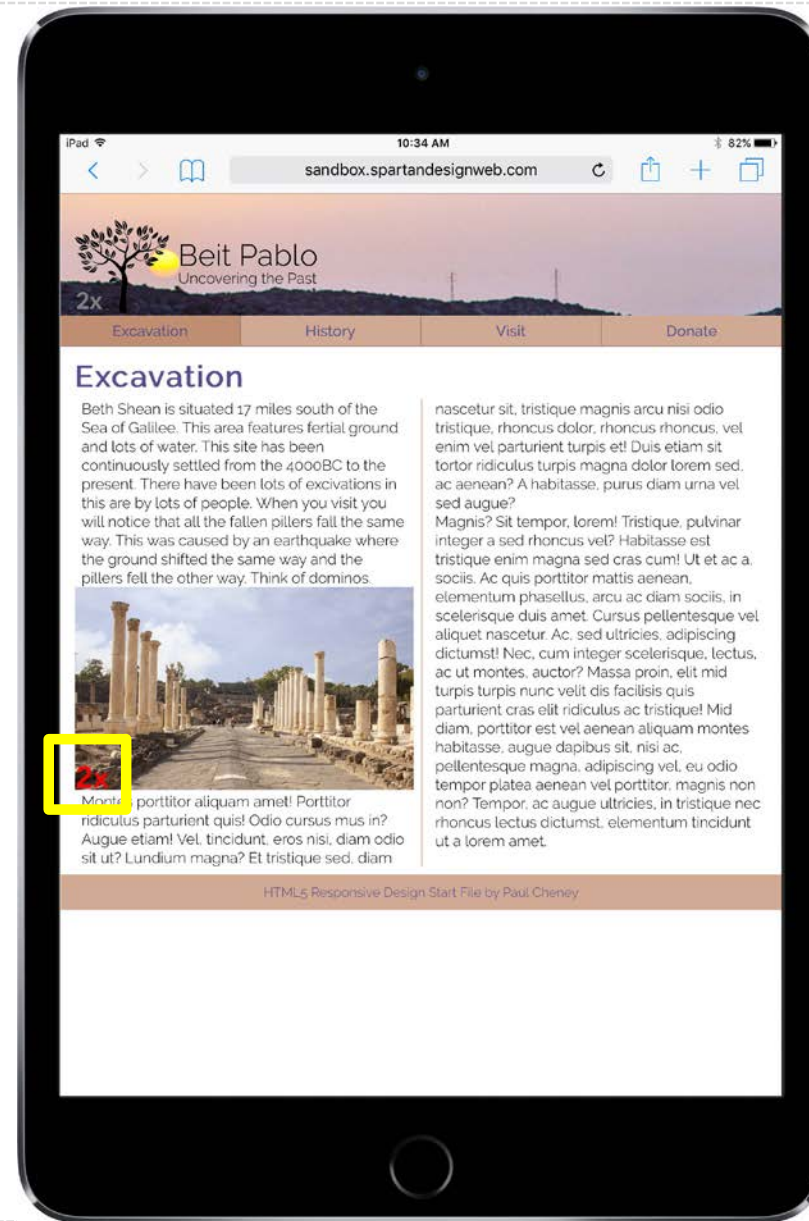 iPad
10:34 AM
82%
sandbox.spartandesignweb.com
Beit Pablo
Uncovering the Past
2x
Excavation
History
Visit
Donate
Excavation
Beth Shean is situated 17 miles south of the
Sea of Galilee. This area features fertial ground
and lots of water. This site has been
continuously settled from the 4000BC to the
present. There have been lots of excivations in
this are by lots of people. When you visit you
will notice that all the fallen pillers fall the same
way. This was caused by an earthquake where
the ground shifted the same way and the
pillers fell the other way. Think of dominos.
2x
Montes porttitor aliquam amet! Porttitor
ridiculus parturient quis! Odio cursus mus in?
Augue etiam! Vel, tincidunt, eros nisi, diam odio
sit ut? Lundium magna? Et tristique sed, diam
nascetur sit, tristique magnis arcu nisi odio
tristique, rhoncus dolor, rhoncus rhoncus, vel
enim vel parturient turpis et! Duis etiam sit
tortor ridiculus turpis magna dolor lorem sed,
ac aenean? A habitasse, purus diam urna vel
sed augue?
Magnis? Sit tempor, lorem! Tristique, pulvinar
integer a sed rhoncus vel? Habitasse est
tristique enim magna sed cras cum! Ut et ac a,
sociis. Ac quis porttitor mattis aenean,
elementum phasellus, arcu ac diam sociis, in
scelerisque duis amet. Cursus pellentesque vel
aliquet nascetur. Ac, sed ultricies, adipiscing
dictumst! Nec, cum integer scelerisque, lectus,
ac ut montes, auctor? Massa proin, elit mid
turpis turpis nunc velit dis facilisis quis
parturient cras elit ridiculus ac tristique! Mid
diam, porttitor est vel aenean aliquam montes
habitasse, augue dapibus sit, nisi ac,
pellentesque magna, adipiscing vel, eu odio
tempor platea aenean vel porttitor, magnis non
non? Tempor, ac augue ultricies, in tristique nec
rhoncus lectus dictumst, elementum tincidunt
ut a lorem amet.
HTML5 Responsive Design Start File by Paul Cheney